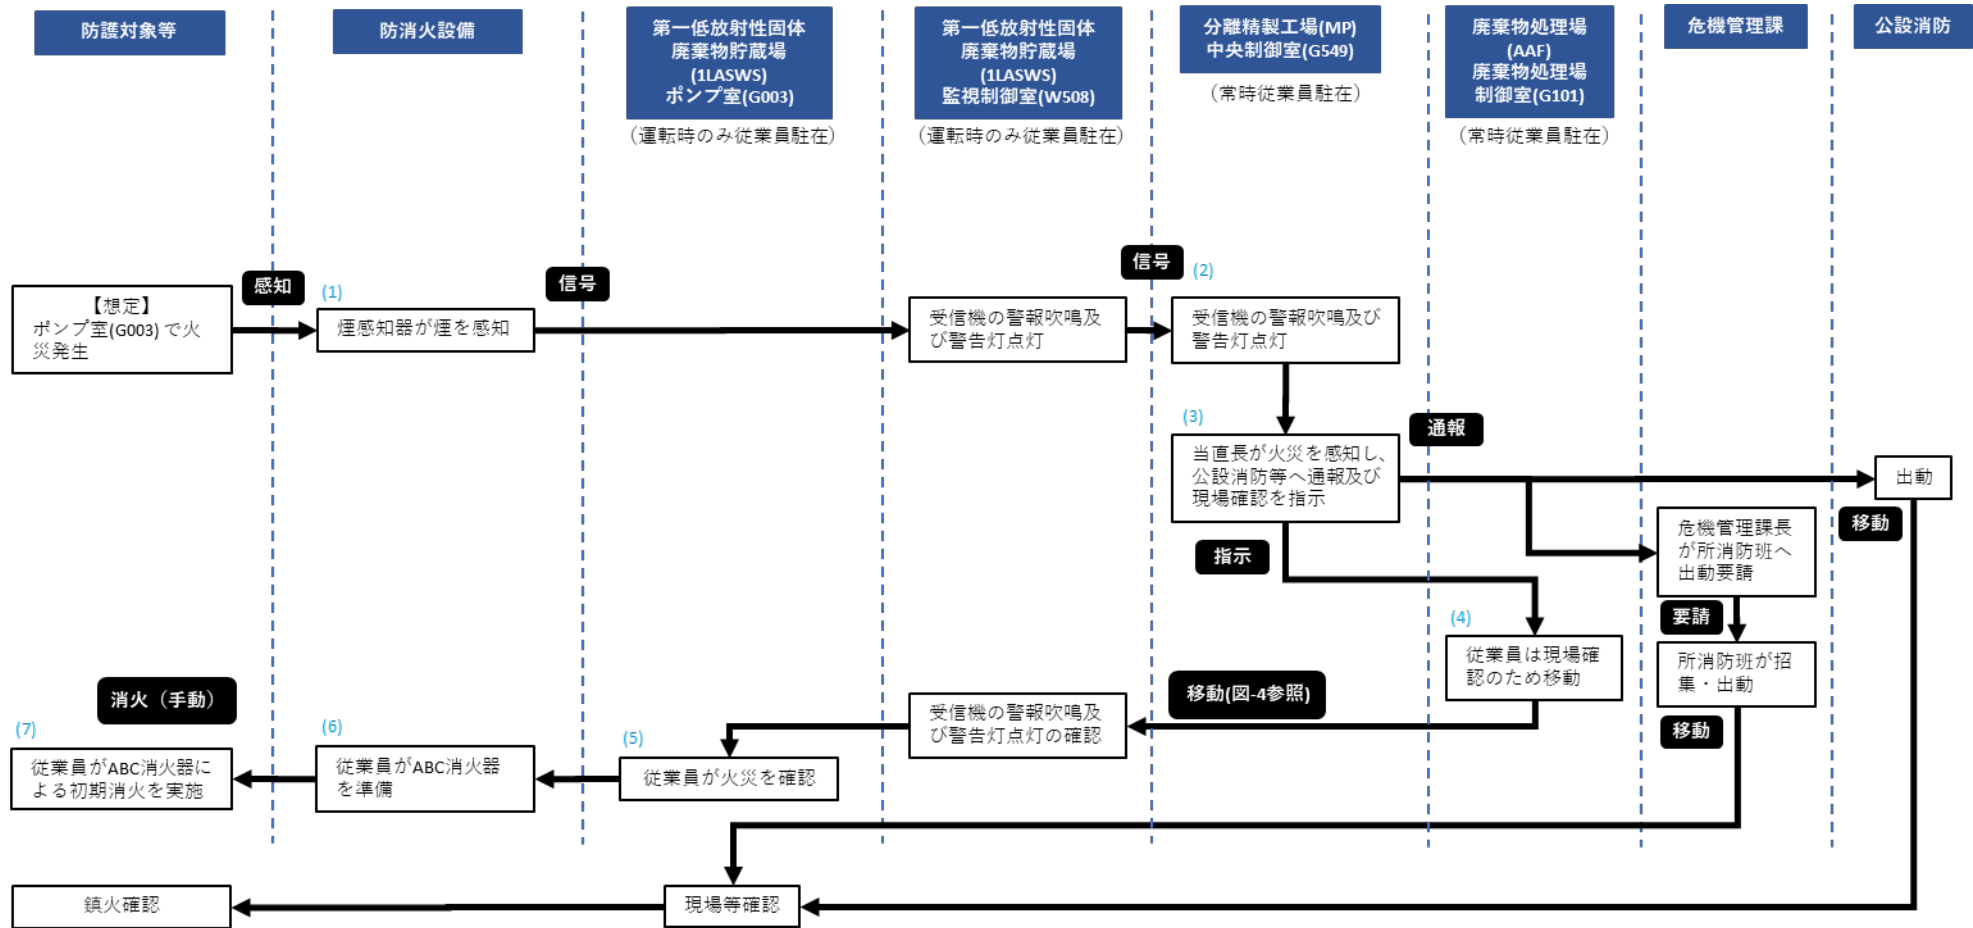 防護対象等
防消火設備
第一低放射性固体
廃棄物貯蔵場
(1LASWS)
ポンプ室(G003)
（運転時のみ従業員駐在）
第一低放射性固体
廃棄物貯蔵場
(1LASWS)
監視制御室(W508)
（運転時のみ従業員駐在）
分離精製工場(MP)
中央制御室(G549)
（常時従業員駐在）
廃棄物処理場
(AAF)
廃棄物処理場
制御室(G101)
（常時従業員駐在）
危機管理課
公設消防
【想定】
ポンプ室(G003) で火
災発生
感知
(1)
煙感知器が煙を感知
信号
受信機の警報吹鳴及
び警告灯点灯
信号
(2)
受信機の警報吹鳴及び
警告灯点灯
(3)
当直長が火災を感知し、
公設消防等へ通報及び
現場確認を指示
通報
出動
移動
危機管理課長
が所消防班へ
出動要請
指示
要請
(4)
従業員は現場確
認のため移動
所消防班が招
集・出動
移動
移動(図-4参照)
受信機の警報吹鳴及
び警告灯点灯の確認
(5)
従業員が火災を確認
(6)
従業員がABC消火器
を準備
消火（手動）
(7)
従業員がABC消火器に
よる初期消火を実施
鎮火確認
現場等確認